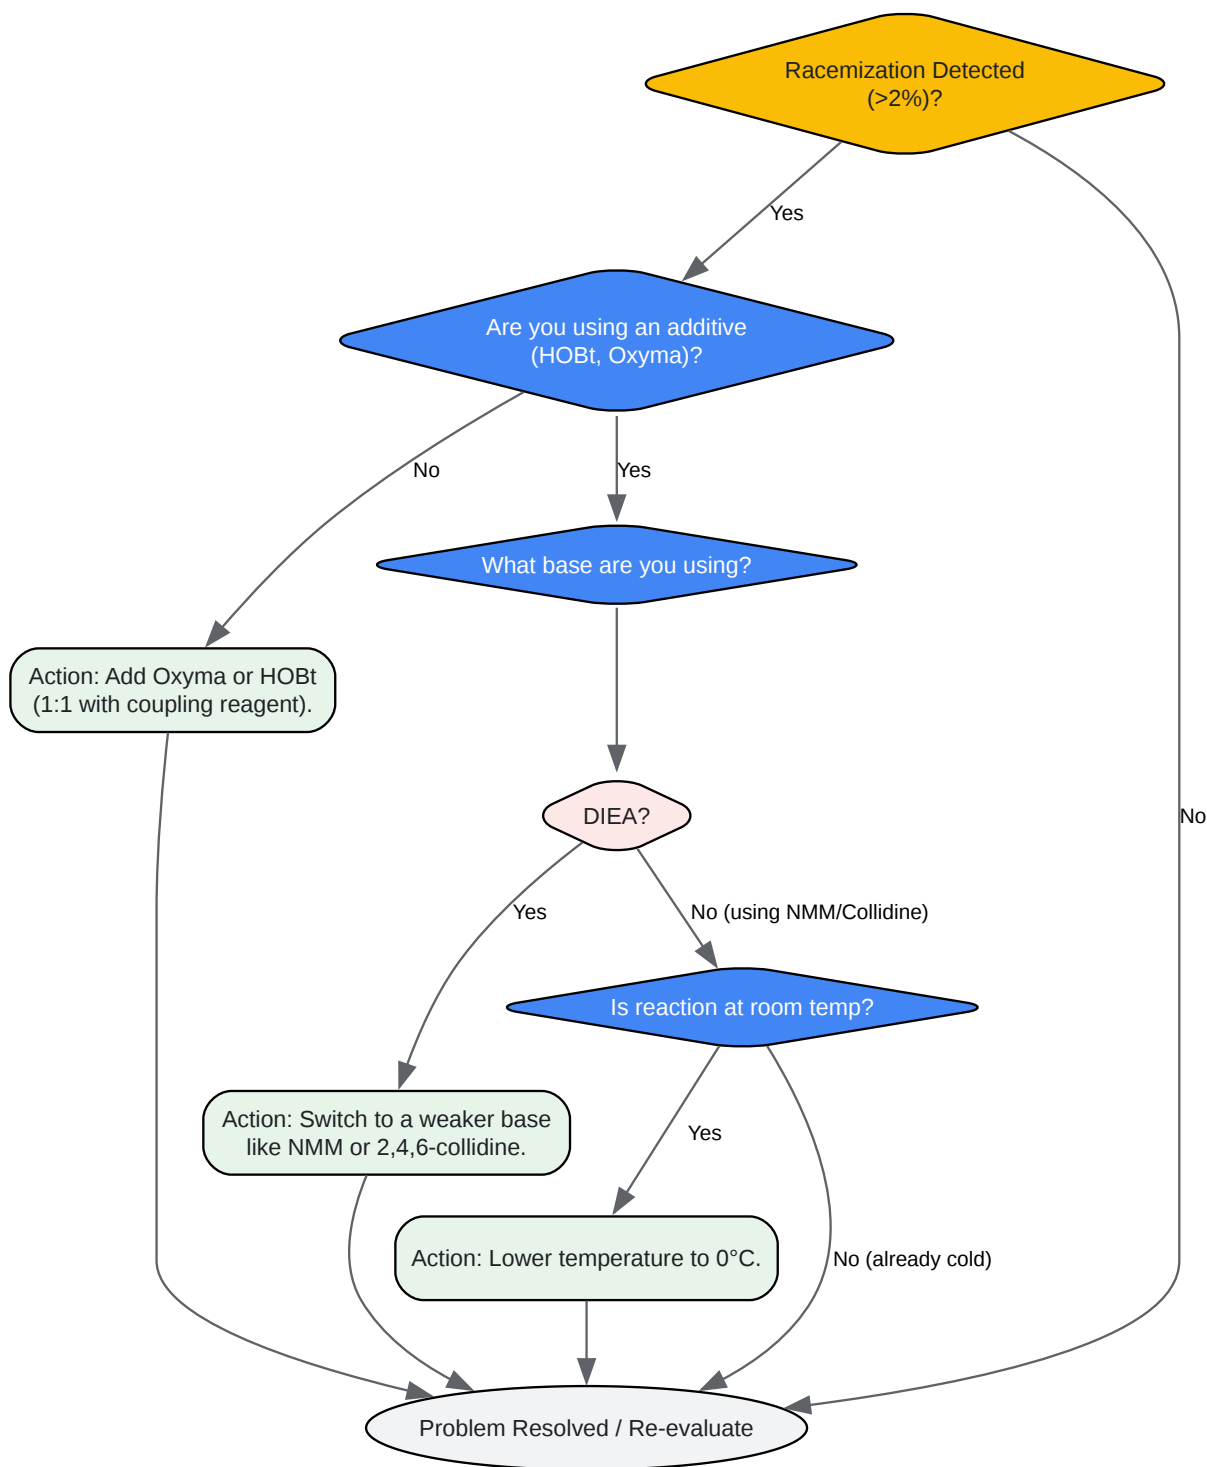 Racemization Detected
(>2%)?
Yes
Are you using an additive
(HOBt, Oxyma)?
No
Yes
What base are you using?
Action: Add Oxyma or HOBt
(1:1 with coupling reagent).
DIEA?
No
Yes
No (using NMM/Collidine)
Is reaction at room temp?
Action: Switch to a weaker base
like NMM or 2,4,6-collidine.
Yes
Action: Lower temperature to 0°C.
No (already cold)
Problem Resolved / Re-evaluate